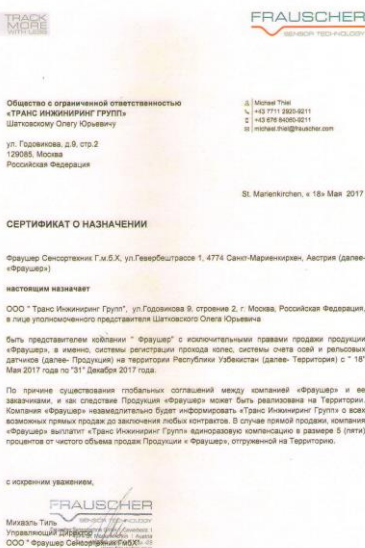 TRACK
MORE
WITH LESS
FRAUSCHER
SENSOR TECHNOLOGY
Общество с ограниченной ответственностью
«ТРАНС ИНЖИНИРИНГ ГРУПП»
Шатковскому Олегу Юрьевичу
ул. Годовикова, д.9, стр.2
129085, Москва
Российская Федерация
Michael Thiel
+43 7711 2920-9211
+43 676 84060-9211
michael.thiel@frauscher.com
St. Marienkirchen, « 18» Мая 2017
СЕРТИФИКАТ О НАЗНАЧЕНИИ
Фраушер Сенсортехник Г.м.б.Х, ул.Гевербештрассе 1, 4774 Санкт-Мариенкирхен, Австрия (далее-
«Фраушер»)
настоящим назначает
ООО " Транс Инжиниринг Групп", ул.Годовикова 9, строение 2, г. Москва, Российская Федерация,
в лице уполномоченного представителя Шатковского Олега Юрьевича
быть представителем компании " Фраушер" с исключительными правами продажи продукции
«Фраушер», а именно, системы регистрации прохода колес, системы счета осей и рельсовых
датчиков (далее- Продукция) на территории Республики Узбекистан (далее- Территория) с " 18"
Мая 2017 года по "31" Декабря 2017 года.
По причине существования глобальных соглашений между компанией «Фраушер» и ее
заказчиками, и как следствие Продукция «Фраушер» может быть реализована на Территории.
Компания «Фраушер» незамедлительно будет информировать «Транс Инжиниринг Групп» о всех
возможных прямых продаж до заключения любых контрактов. В случае прямой продажи, компания
«Фраушер» выплатит «Транс Инжиниринг Групп» единоразовую компенсацию в размере 5 (пяти)
процентов от чистого объема продаж Продукции « Фраушер», отгруженной на Территорию.
с искренним уважением,
FRAUSCHER
SENSOR TECHNOLOGY
Михаэль Тиль
Управляющий Директор
ООО " Фраушер Сенсортехник ГмбХ"